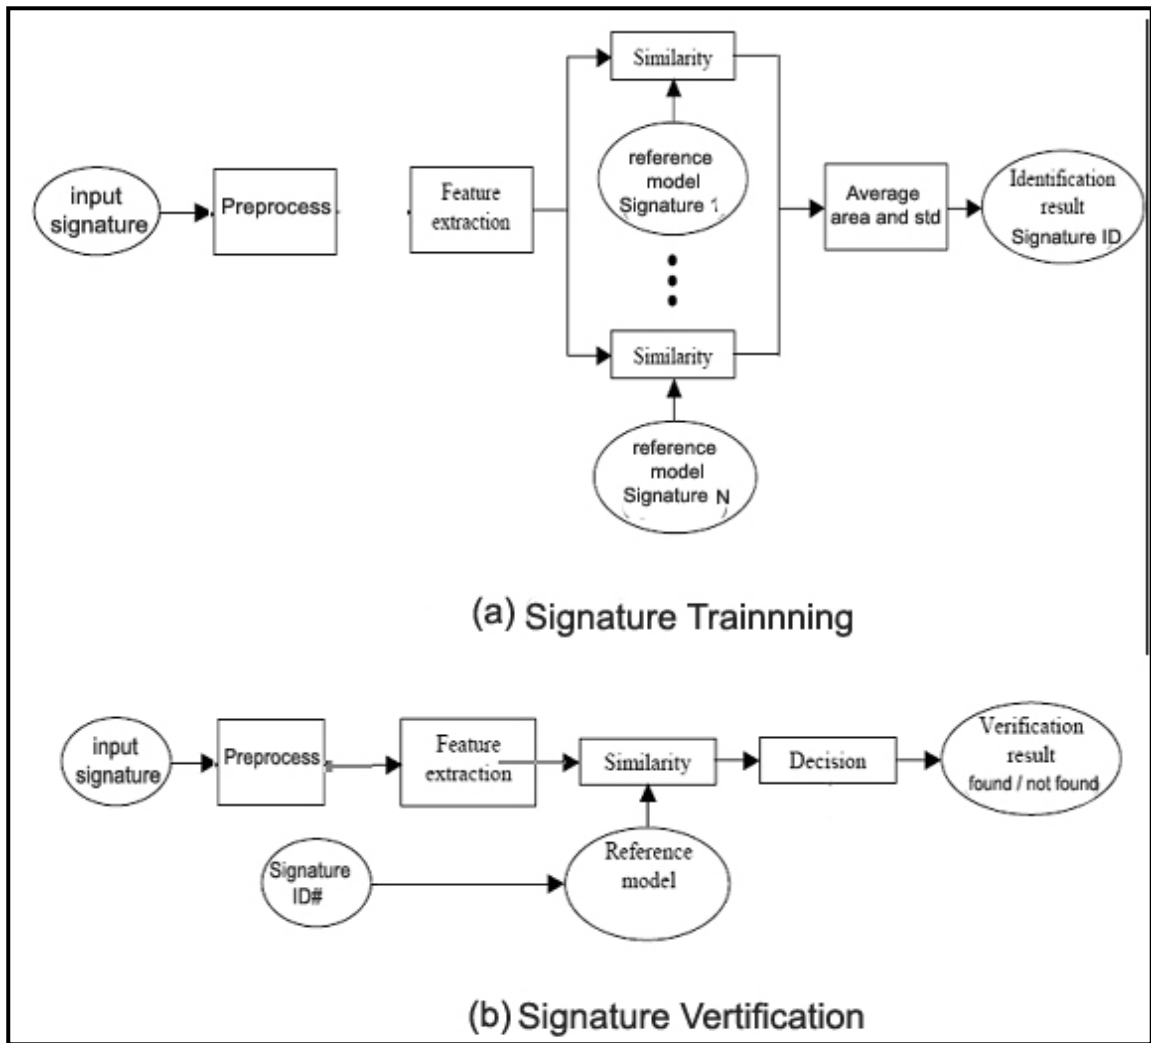 Similarity
reference
model
Signature 1
input
signature
Preprocess
Feature
extraction
Average
area and std
Identification
result
Signature ID
Similarity
reference
model
Signature N
(a) Signature Trainnning
input
signature
Preprocess
Feature
extraction
Similarity
Decision
Verification
result
found / not found
Signature
ID#
Reference
model
(b) Signature Vertification